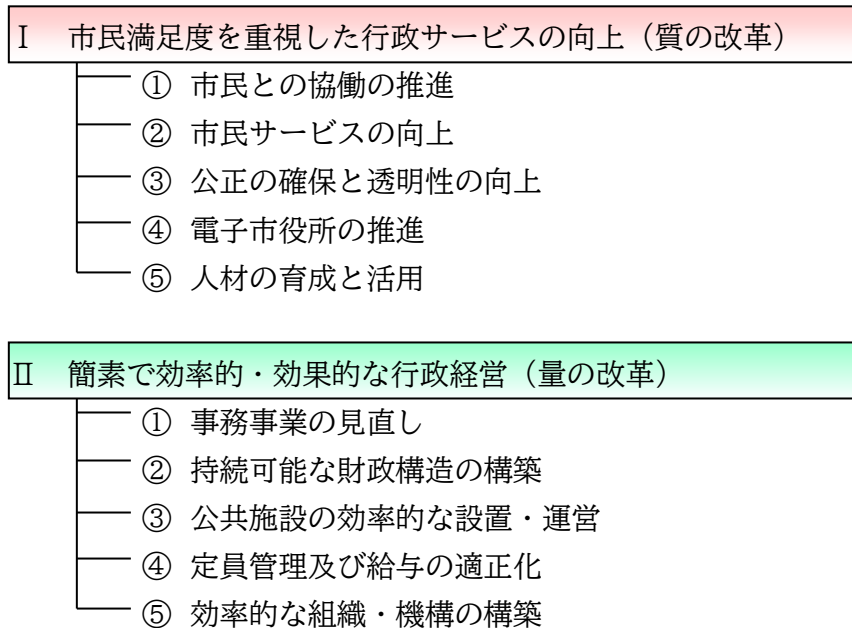 Ⅰ 市民満足度を重視した行政サービスの向上（質の改革）
① 市民との協働の推進
② 市民サービスの向上
③ 公正の確保と透明性の向上
④ 電子市役所の推進
⑤ 人材の育成と活用
Ⅱ 簡素で効率的・効果的な行政経営（量の改革）
① 事務事業の見直し
② 持続可能な財政構造の構築
③ 公共施設の効率的な設置・運営
④ 定員管理及び給与の適正化
⑤ 効率的な組織・機構の構築